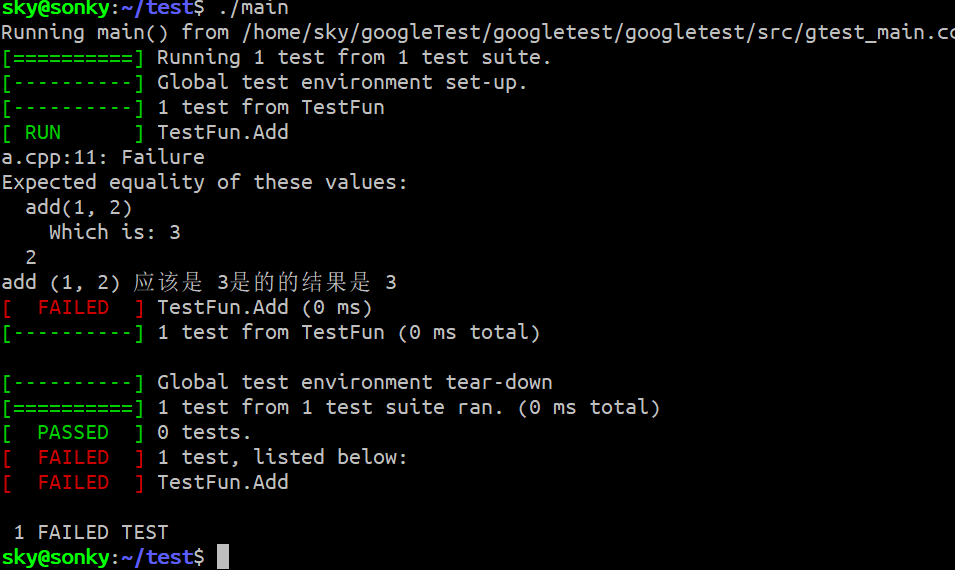 sky@sonky:~/test$ ./main
Running main() from /home/sky/googleTest/googletest/googletest/src/gtest_main.cc
[==========] Running 1 test from 1 test suite.
[----------] Global test environment set-up.
[----------] 1 test from TestFun
[ RUN      ] TestFun.Add
a.cpp:11: Failure
Expected equality of these values:
  add(1, 2)
    Which is: 3
  2
add (1, 2) 应该是 3是的的结果是 3
[  FAILED  ] TestFun.Add (0 ms)
[----------] 1 test from TestFun (0 ms total)

[----------] Global test environment tear-down
[==========] 1 test from 1 test suite ran. (0 ms total)
[  PASSED  ] 0 tests.
[  FAILED  ] 1 test, listed below:
[  FAILED  ] TestFun.Add

 1 FAILED TEST
sky@sonky:~/test$